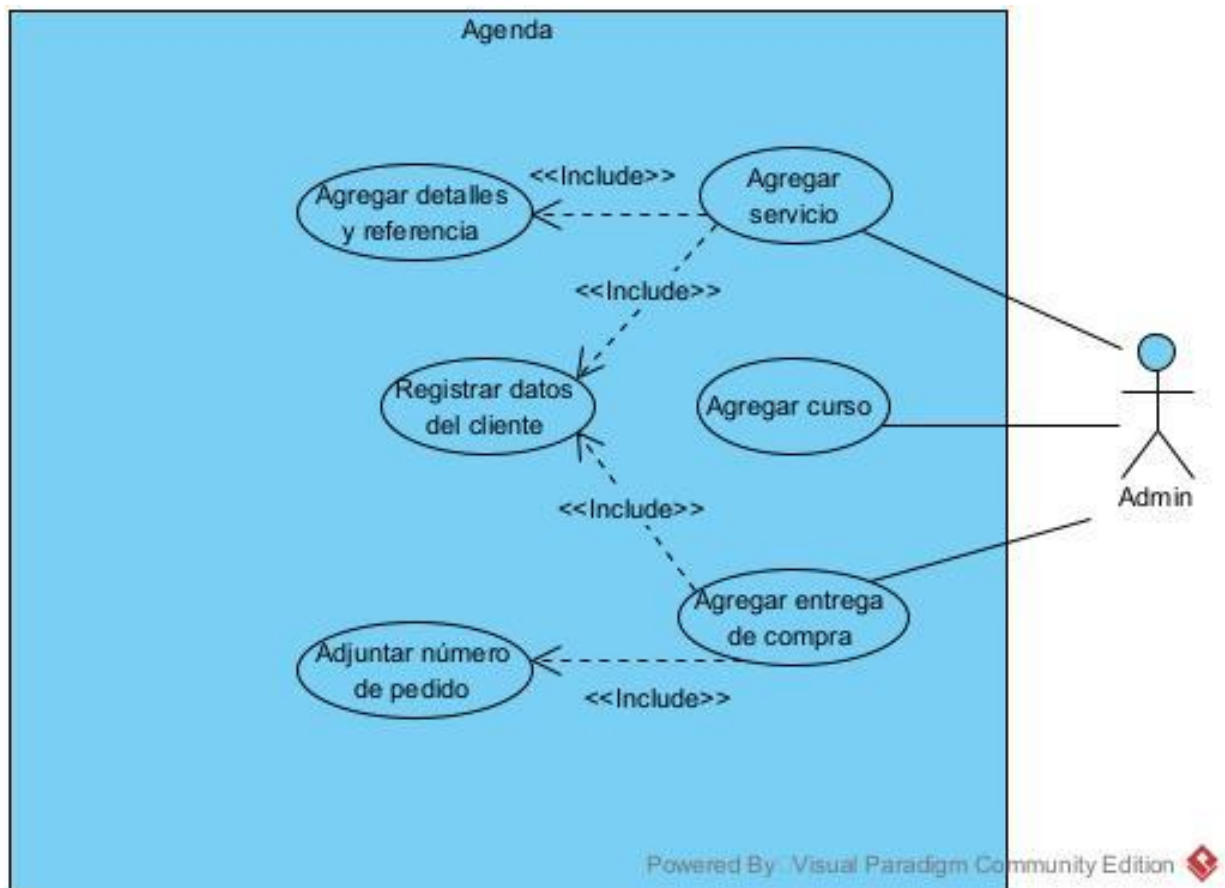 Agenda
<<Include>>
Agregar detalles
y referencia
Agregar
servicio
<<Include>>
Registrar datos
del cliente
Agregar curso
Admin
<<Include>>
Agregar entrega
de compra
Adjuntar número
de pedido
<<Include>>
Powered By Visual Paradigm Community Edition